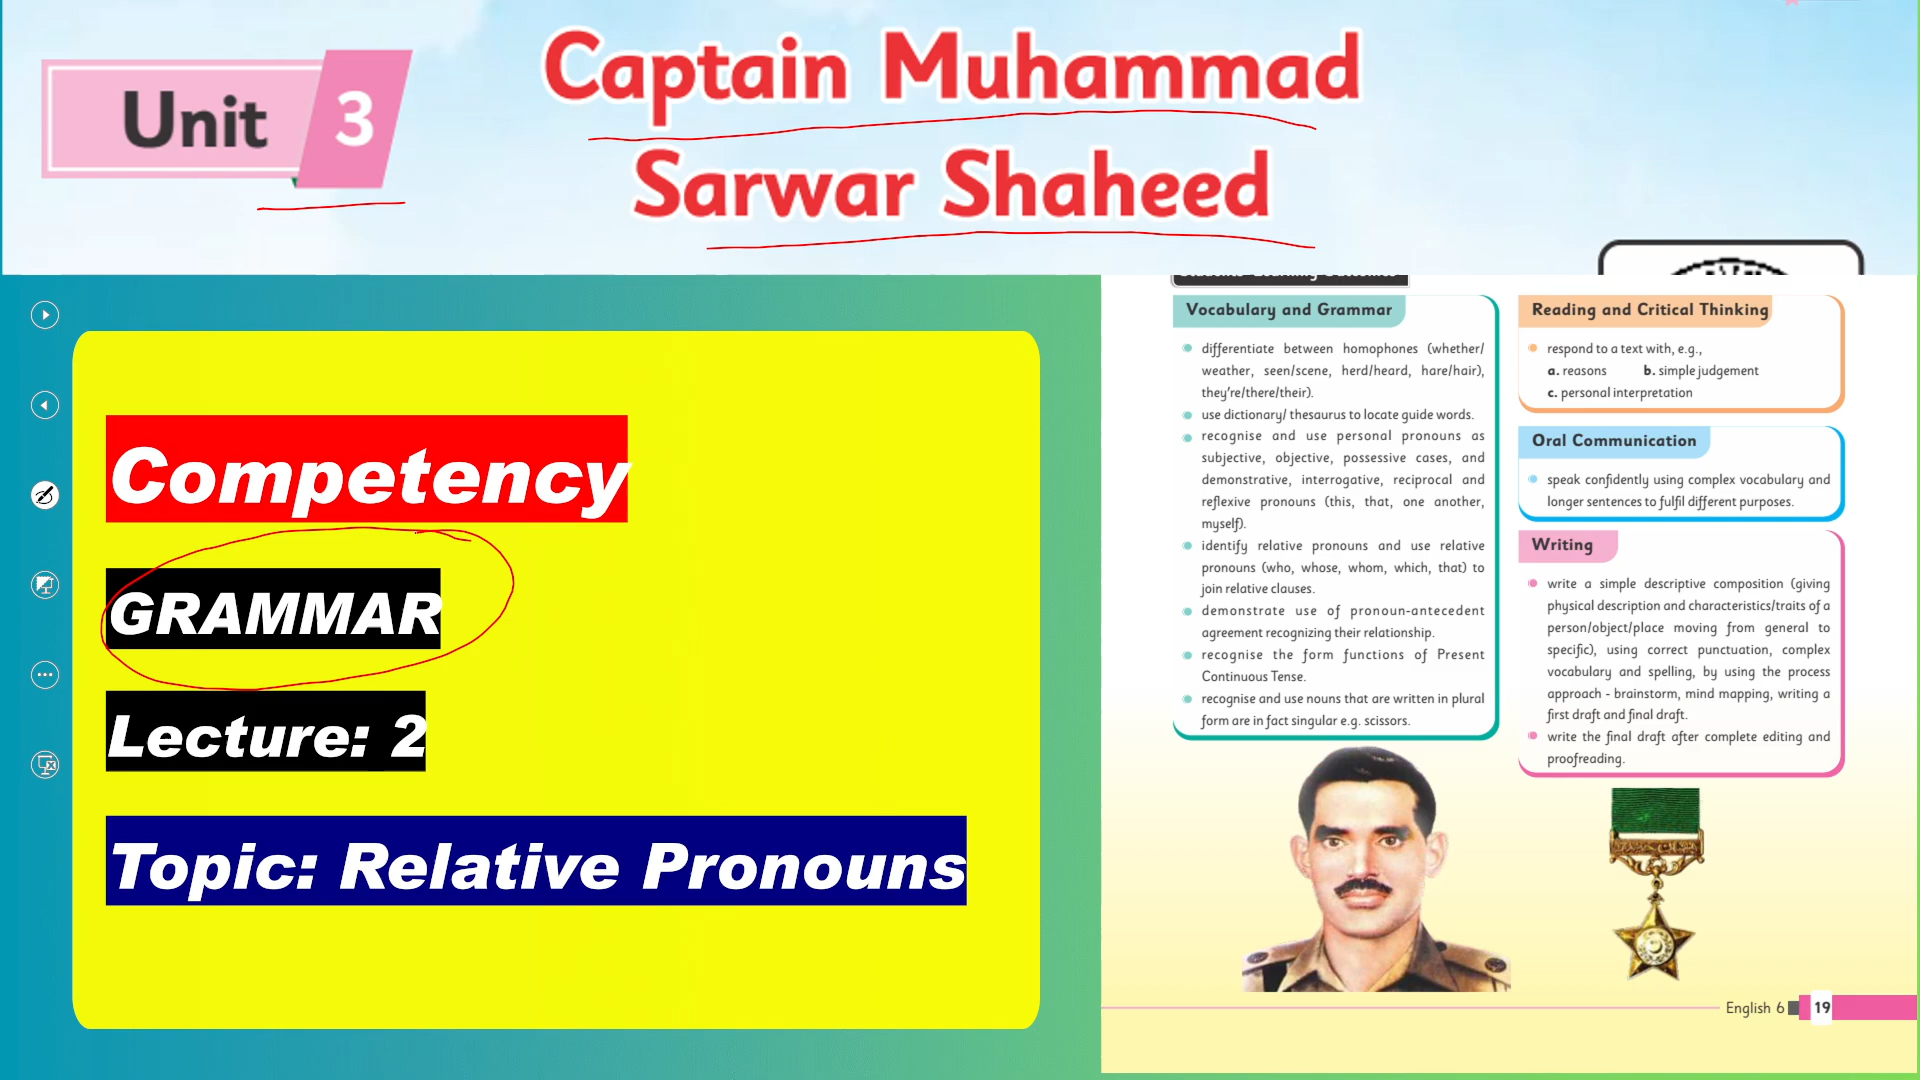 Unit 3
Captain Muhammad
Sarwar Shaheed
Competency
GRAMMAR
Lecture: 2
Topic: Relative Pronouns
Students' Learning Outcomes
Vocabulary and Grammar
differentiate between homophones (whether/
weather, seen/scene, herd/heard, hare/hair),
they're/there/their).
use dictionary/ thesaurus to locate guide words.
recognise and use personal pronouns as
subjective, objective, possessive cases, and
demonstrative, interrogative, reciprocal and
reflexive pronouns (this, that, one another,
myself).
identify relative pronouns and use relative
pronouns (who, whose, whom, which, that) to
join relative clauses.
demonstrate use of pronoun-antecedent
agreement recognizing their relationship.
recognise the form functions of Present
Continuous Tense.
recognise and use nouns that are written in plural
form are in fact singular e.g. scissors.
Reading and Critical Thinking
respond to a text with, e.g.,
a. reasons b. simple judgement
c. personal interpretation
Oral Communication
speak confidently using complex vocabulary and
longer sentences to fulfil different purposes.
Writing
write a simple descriptive composition (giving
physical description and characteristics/traits of a
person/object/place moving from general to
specific), using correct punctuation, complex
vocabulary and spelling, by using the process
approach - brainstorm, mind mapping, writing a
first draft and final draft.
write the final draft after complete editing and
proofreading.
English 6 19